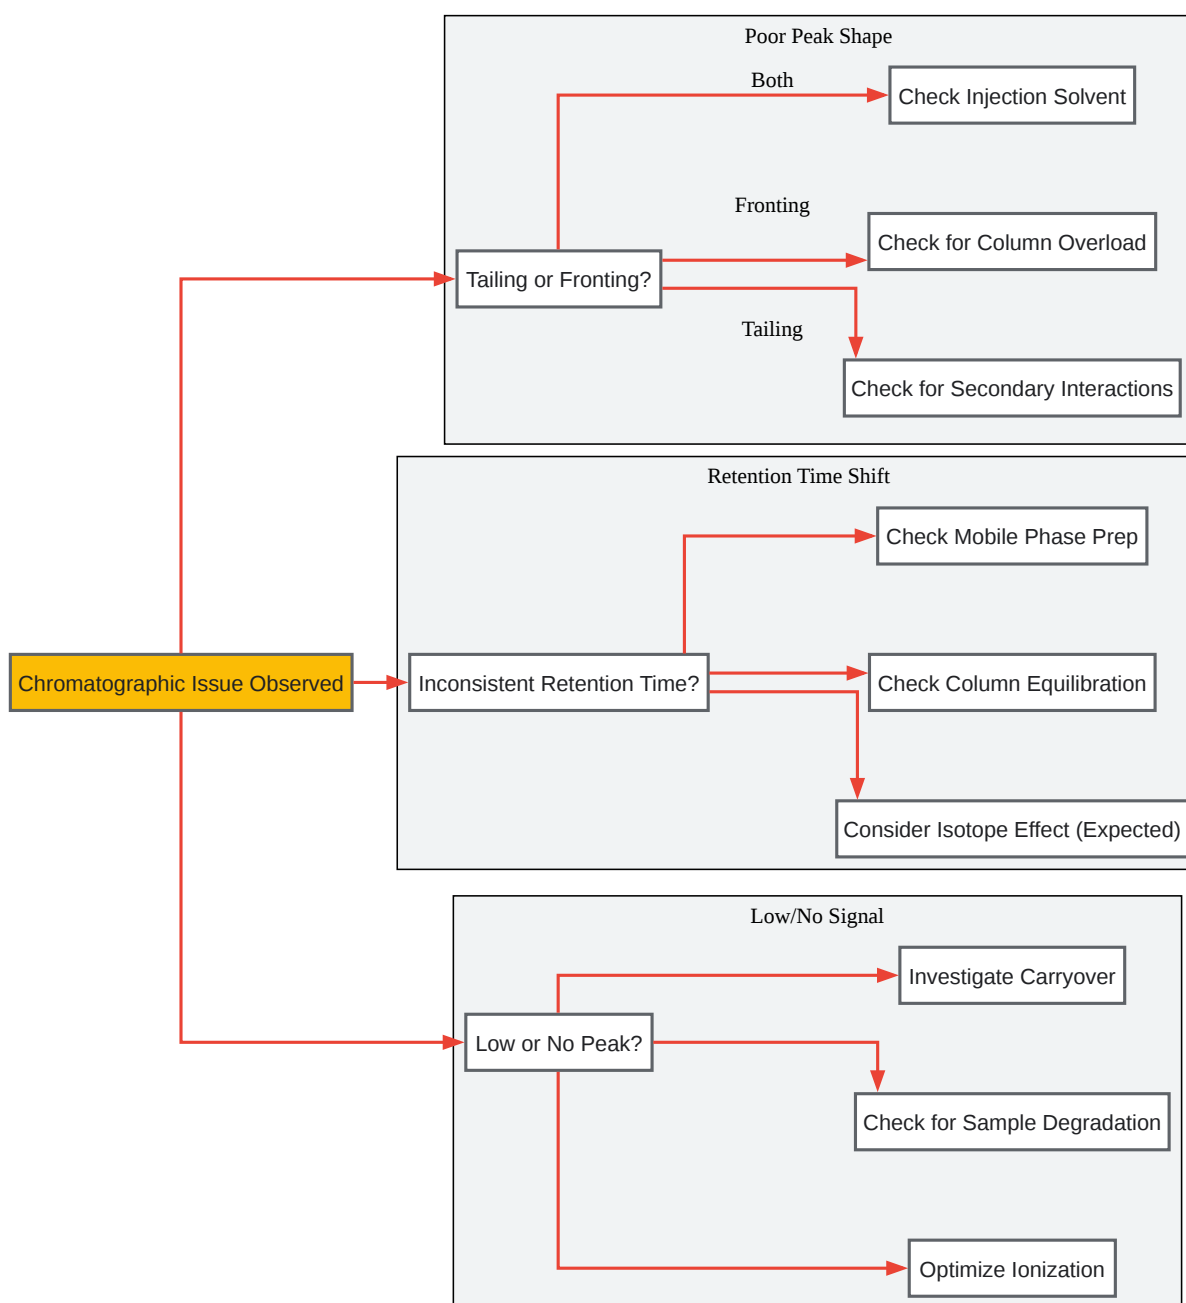 Poor Peak Shape
Both
Check Injection Solvent
Fronting
Check for Column Overload
Tailing or Fronting?
Tailing
Check for Secondary Interactions
Retention Time Shift
Check Mobile Phase Prep
Chromatographic Issue Observed
Inconsistent Retention Time?
Check Column Equilibration
Consider Isotope Effect (Expected)
Low/No Signal
Investigate Carryover
Low or No Peak?
Check for Sample Degradation
Optimize Ionization